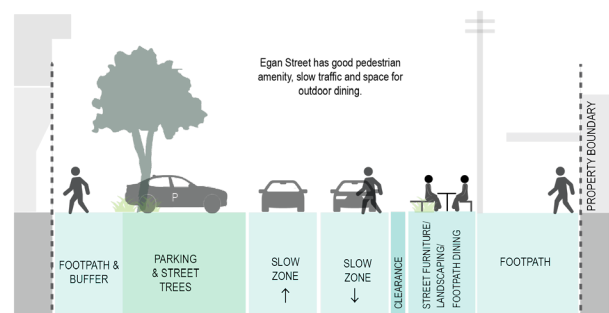 Egan Street has good pedestrian
amenity, slow traffic and space for
outdoor dining.
P
PROPERTY BOUNDARY
FOOTPATH &
BUFFER
PARKING
& STREET
TREES
SLOW
ZONE
↑
SLOW
ZONE
↓
CLEARANCE
STREET FURNITURE/
LANDSCAPING/
FOOTPATH DINING
FOOTPATH